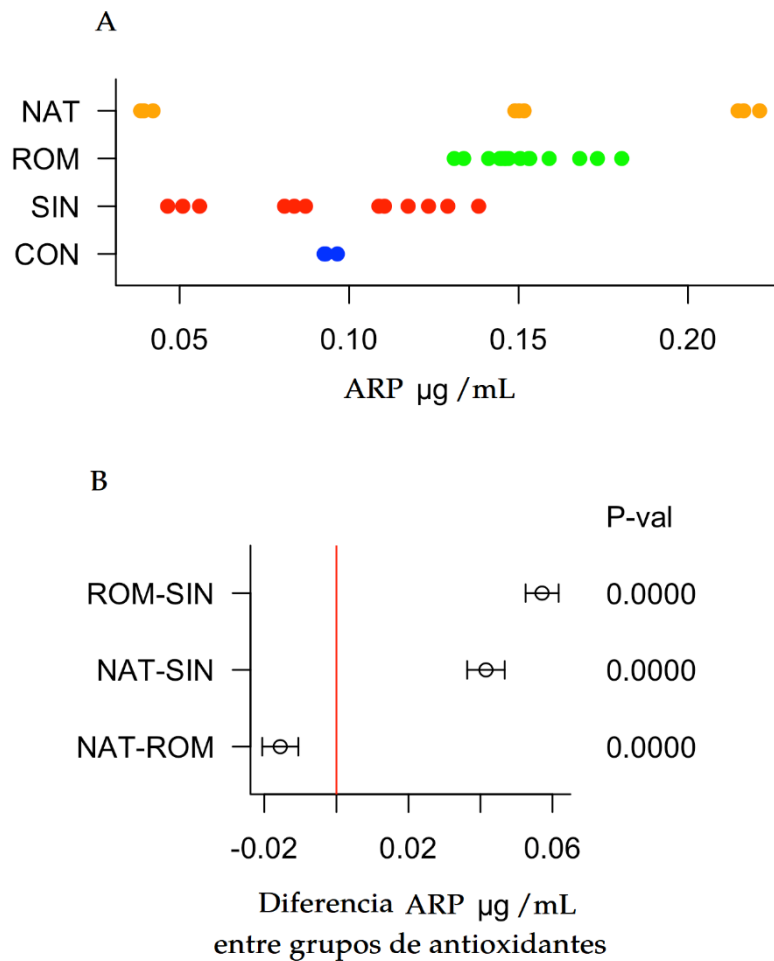 A
NAT
ROM
SIN
CON
0.05 0.10 0.15 0.20
ARP µg /mL
B
P-val
ROM-SIN 0.0000
NAT-SIN 0.0000
NAT-ROM 0.0000
-0.02 0.02 0.06
Diferencia ARP µg /mL
entre grupos de antioxidantes